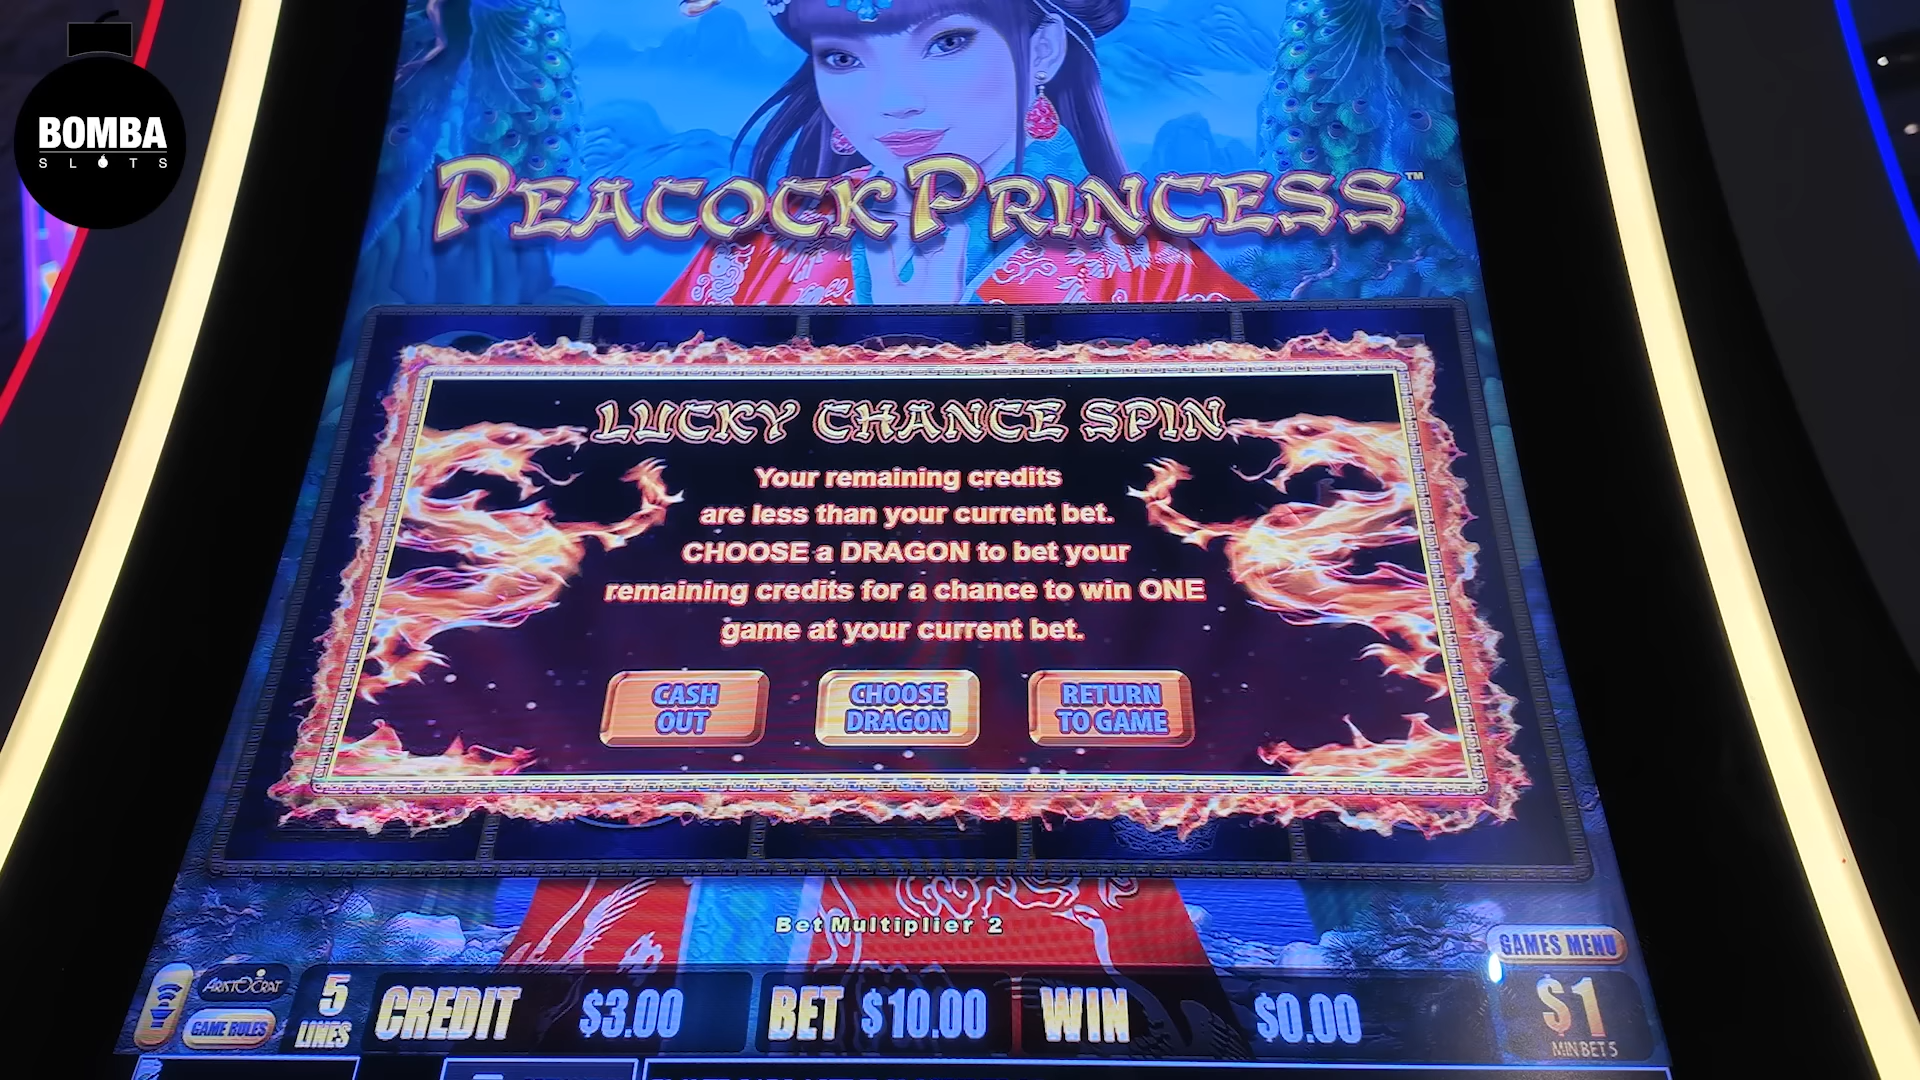 BOMBA
SLOTS
PEACOCK PRINCESS™
LUCKY CHANCE SPIN
Your remaining credits
are less than your current bet.
CHOOSE a DRAGON to bet your
remaining credits for a chance to win ONE
game at your current bet.
CASH
OUT
CHOOSE
DRAGON
RETURN
TO GAME
Bet Multiplier 2
GAMES MENU
ARISTOCRAT
GAME RULES
5
LINES
CREDIT $3.00
BET $10.00
WIN $0.00
$1
MIN BET 5